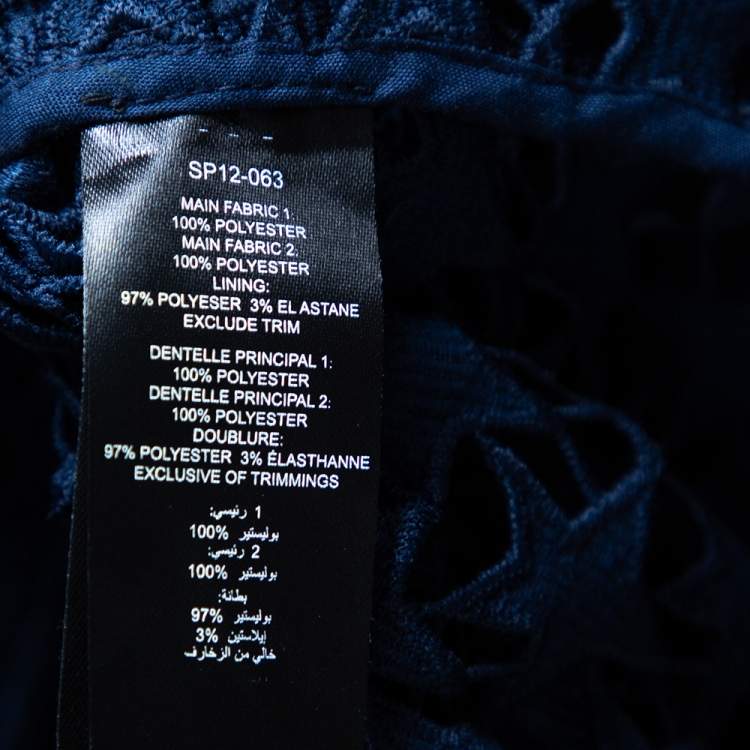 SP12-063
MAIN FABRIC 1:
100% POLYESTER
MAIN FABRIC 2:
100% POLYESTER
LINING:
97% POLYESER 3% ELASTANE
EXCLUDE TRIM
DENTELLE PRINCIPAL 1:
100% POLYESTER
DENTELLE PRINCIPAL 2:
100% POLYESTER
DOUBLURE:
97% POLYESTER 3% ÉLASTHANNE
EXCLUSIVE OF TRIMMINGS
1 رئيسي:
بوليستير 100%
2 رئيسي:
بوليستير 100%
بطانة:
بوليستير 97%
إيلاستين 3%
خالي من الزخارف